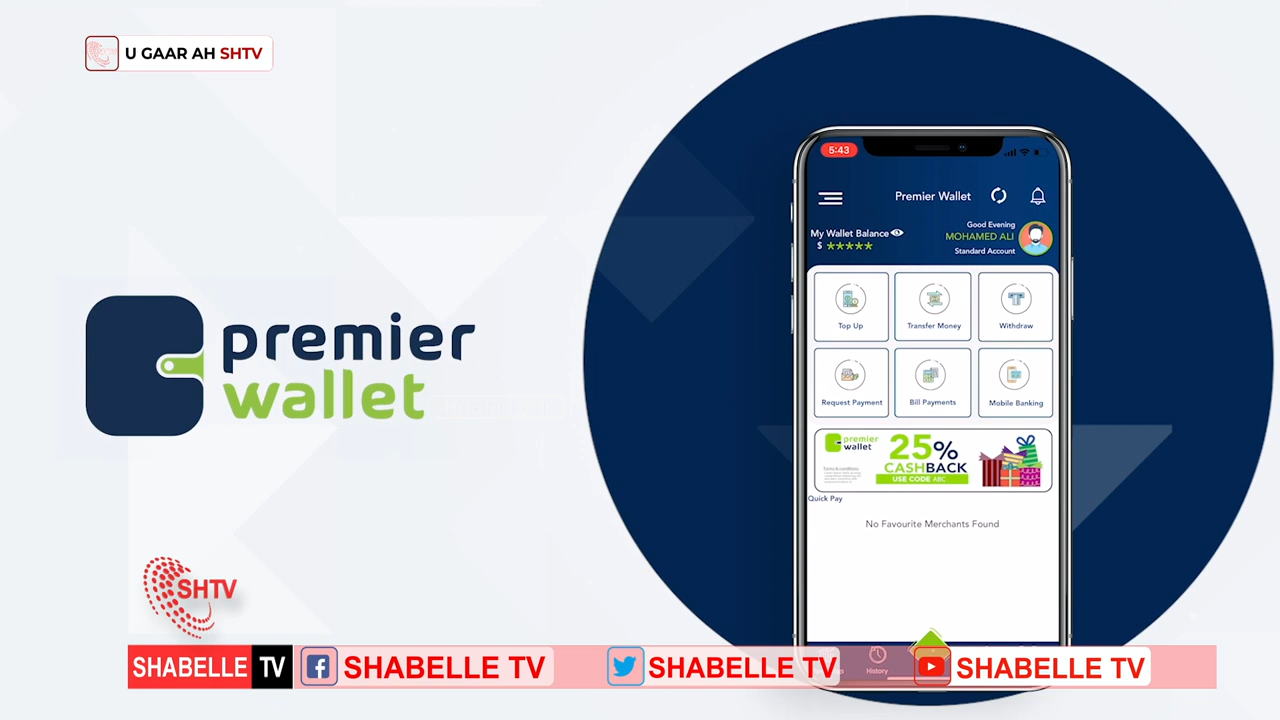 U GAAR AH SHTV
5:43
Premier Wallet
Good Evening
My Wallet Balance
MOHAMED ALI
$ *****
Standard Account
Top Up
Transfer Money
Withdraw
Request Payment
Bill Payments
Mobile Banking
premier
wallet
premier
wallet
25%
CASHBACK
USE CODE ABC
Terms & conditions
Quick Pay
No Favourite Merchants Found
SHTV
History
SHABELLE TV
SHABELLE TV
SHABELLE TV
SHABELLE TV